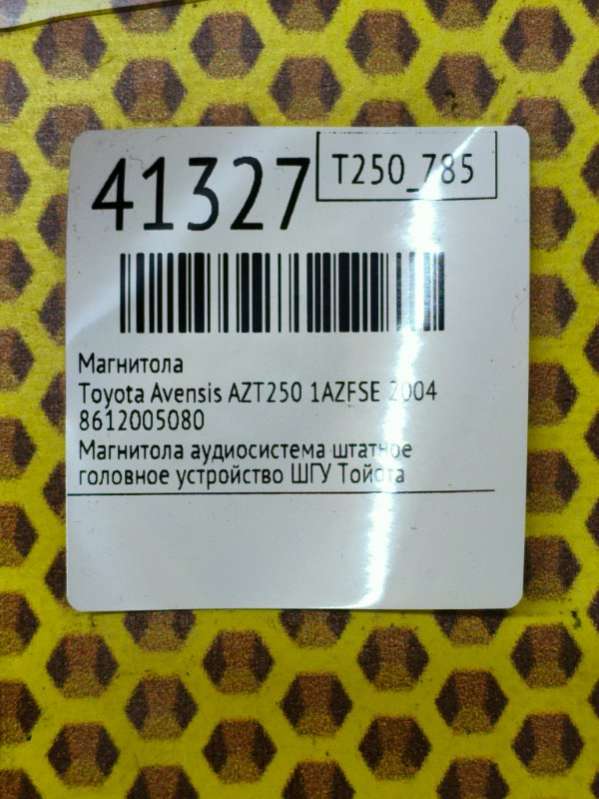 41327
T250_785
Магнитола
Toyota Avensis AZT250 1AZFSE 2004
8612005080
Магнитола аудиосистема штатное
головное устройство ШГУ Тойота